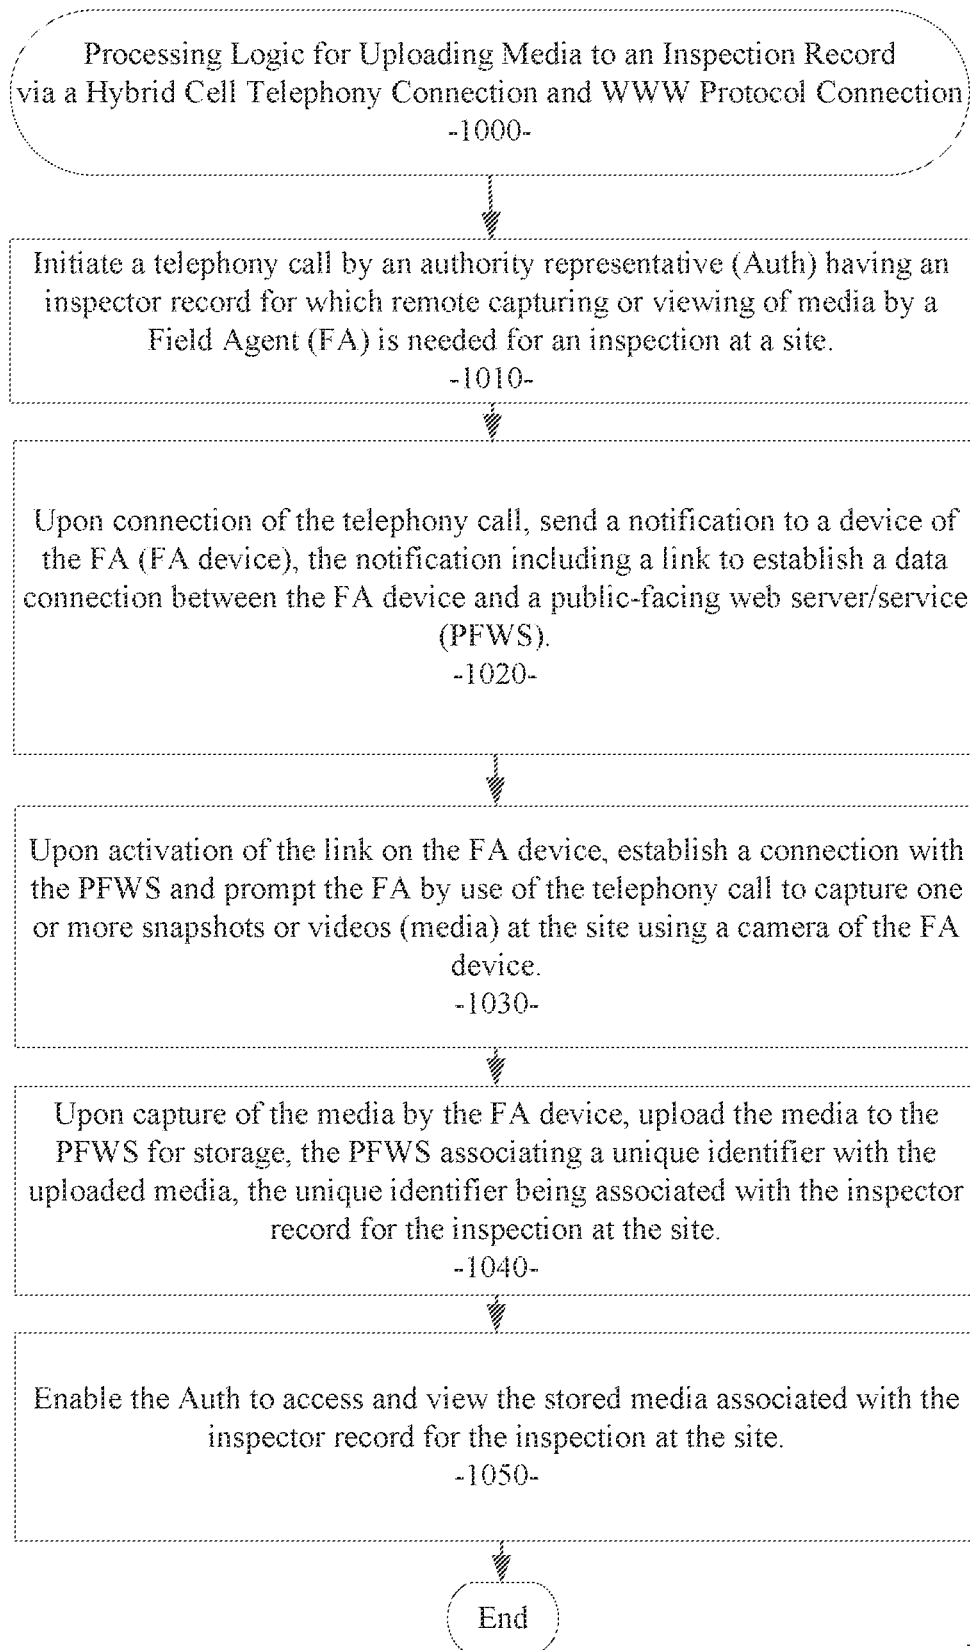 Processing Logic for Uploading Media to an Inspection Record
via a Hybrid Cell Telephony Connection and WWW Protocol Connection
-1000-
Initiate a telephony call by an authority representative (Auth) having an
inspector record for which remote capturing or viewing of media by a
Field Agent (FA) is needed for an inspection at a site.
-1010-
Upon connection of the telephony call, send a notification to a device of
the FA (FA device), the notification including a link to establish a data
connection between the FA device and a public-facing web server/service
(PFWS).
-1020-
Upon activation of the link on the FA device, establish a connection with
the PFWS and prompt the FA by use of the telephony call to capture one
or more snapshots or videos (media) at the site using a camera of the FA
device.
-1030-
Upon capture of the media by the FA device, upload the media to the
PFWS for storage, the PFWS associating a unique identifier with the
uploaded media, the unique identifier being associated with the inspector
record for the inspection at the site.
-1040-
Enable the Auth to access and view the stored media associated with the
inspector record for the inspection at the site.
-1050-
End